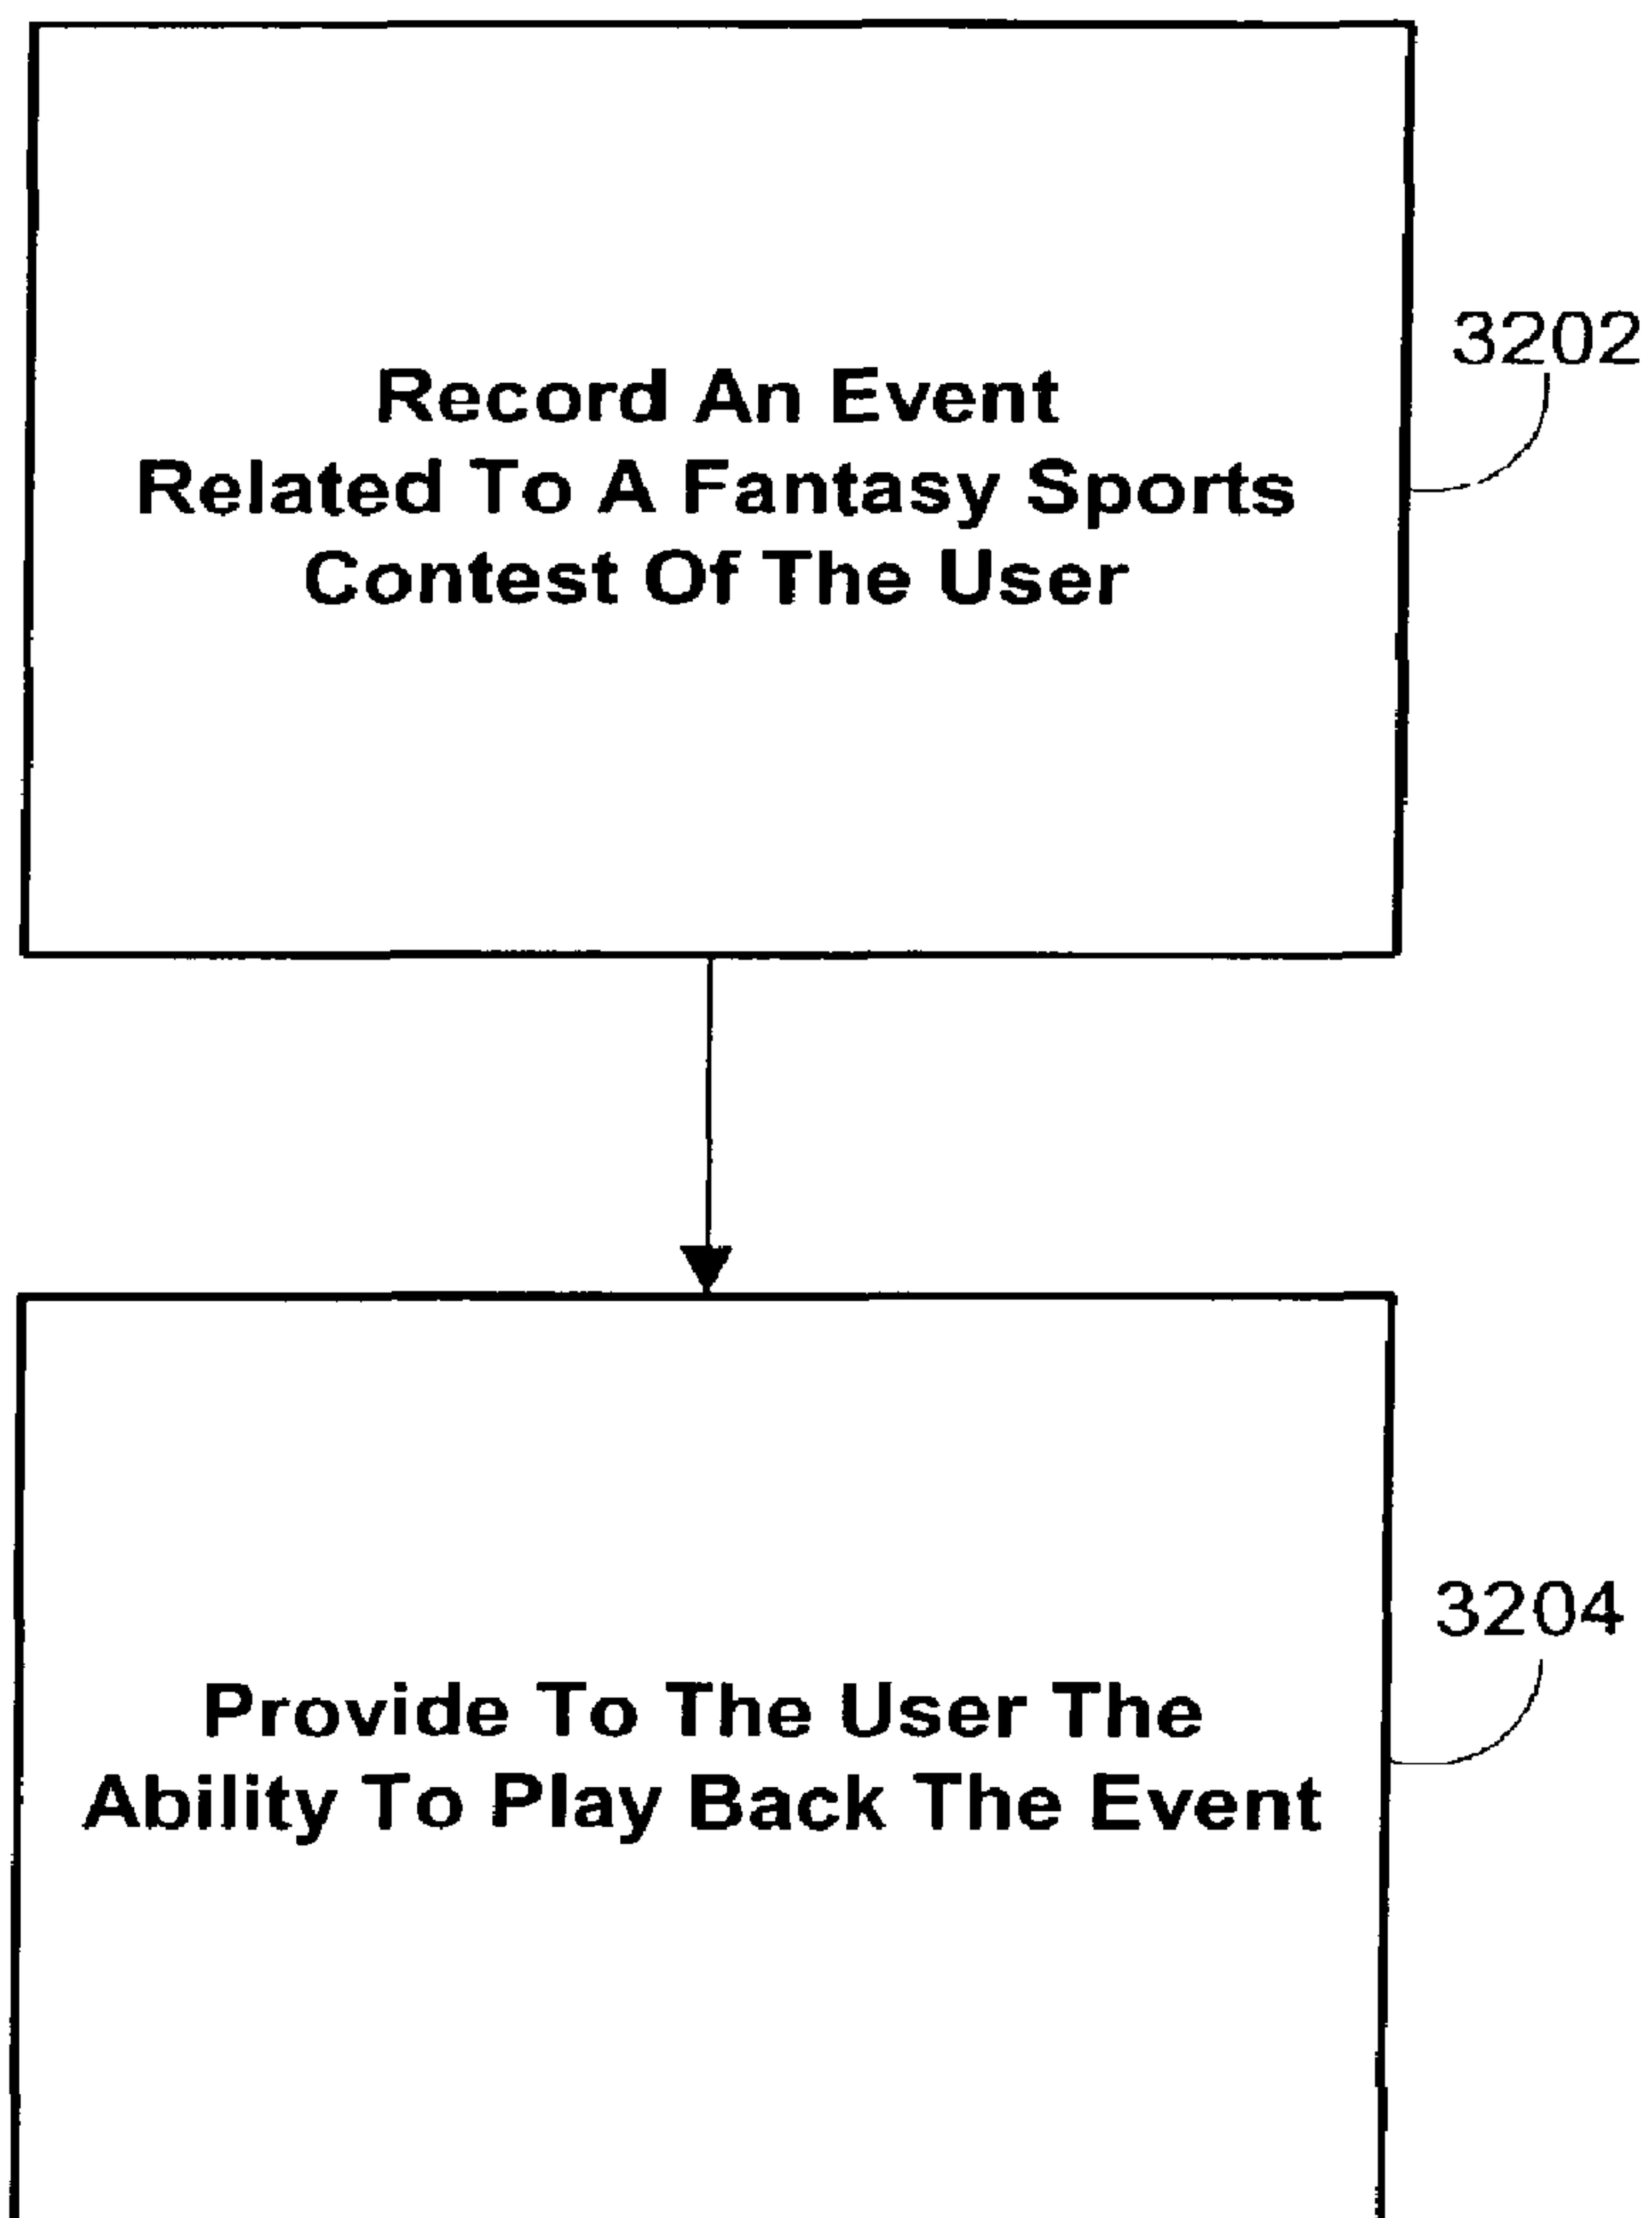 Record An Event
Related To A Fantasy Sports
Contest Of The User
3202
Provide To The User The
Ability To Play Back The Event
3204